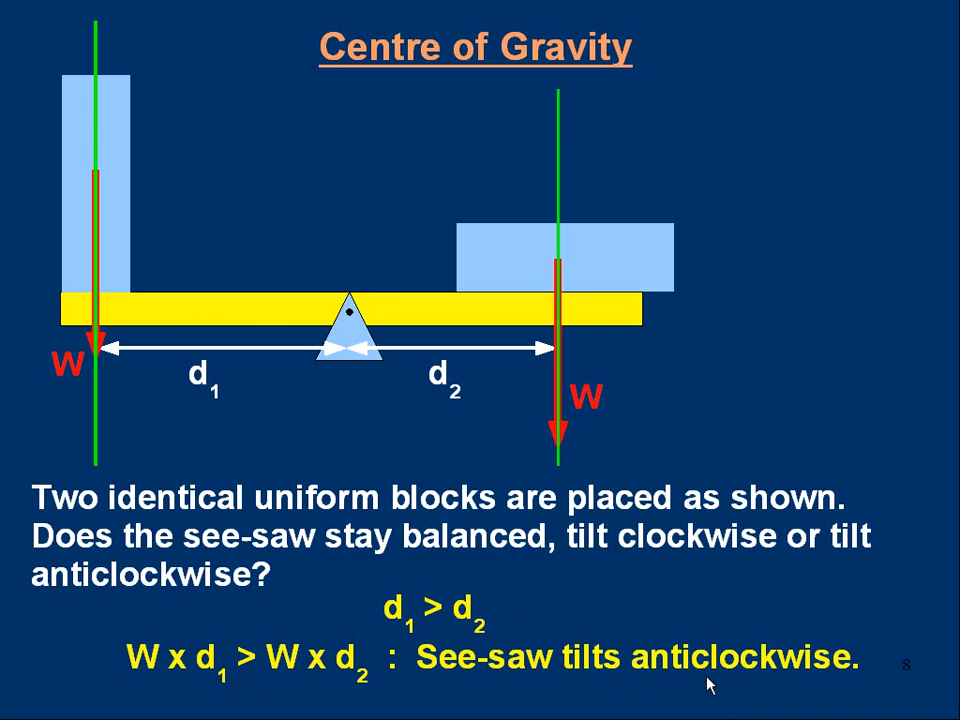 Centre of Gravity
W
d1
d2
W
Two identical uniform blocks are placed as shown.
Does the see-saw stay balanced, tilt clockwise or tilt
anticlockwise?
d1 > d2
W x d1 > W x d2 : See-saw tilts anticlockwise.
8